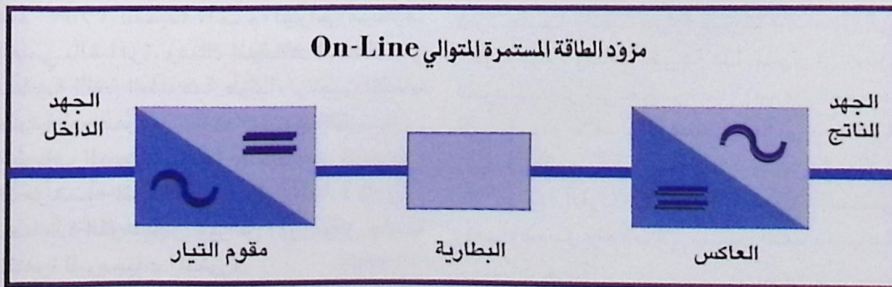 مزوّد الطاقة المستمرة المتوالي On-Line
الجهد
الداخل
الجهد
الناتج
مقوم التيار
البطارية
العاكس